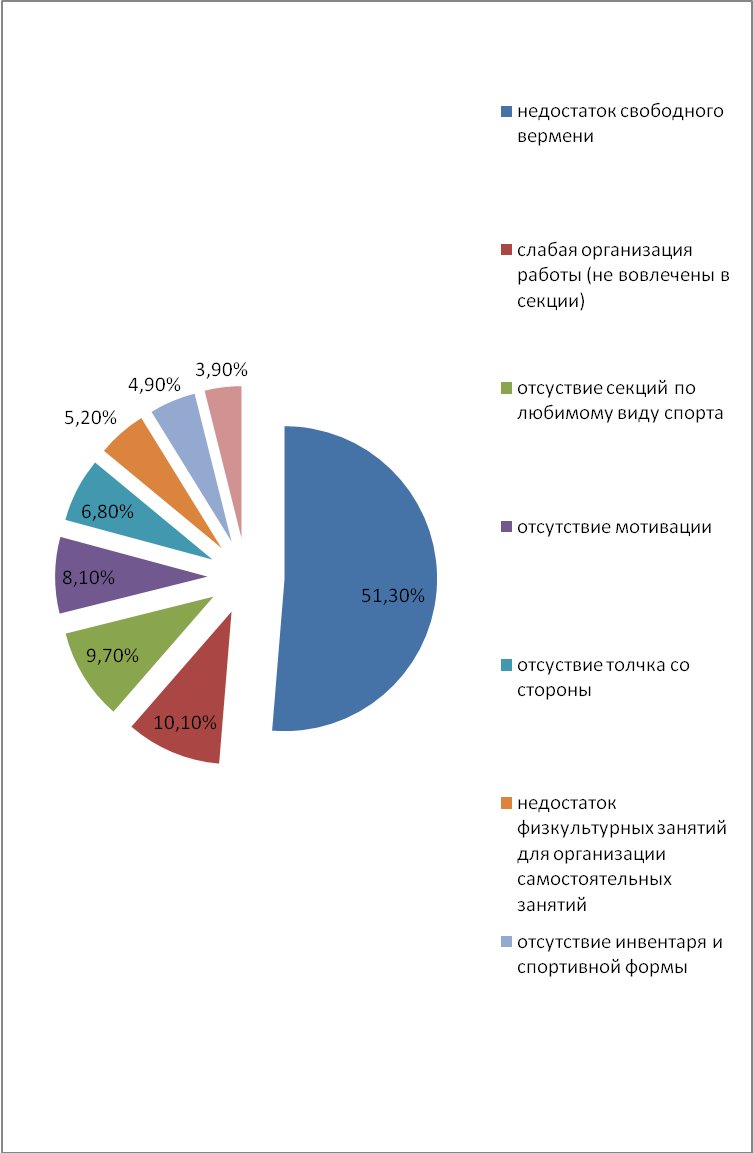 недостаток свободного
вермени
слабая организация
работы (не вовлечены в
секции)
отсуствие секций по
любимому виду спорта
отсутствие мотивации
отсуствие толчка со
стороны
недостаток
физкультурных занятий
для организации
самостоятельных
занятий
отсутствие инвентаря и
спортивной формы
3,90%
4,90%
5,20%
6,80%
8,10%
9,70%
10,10%
51,30%